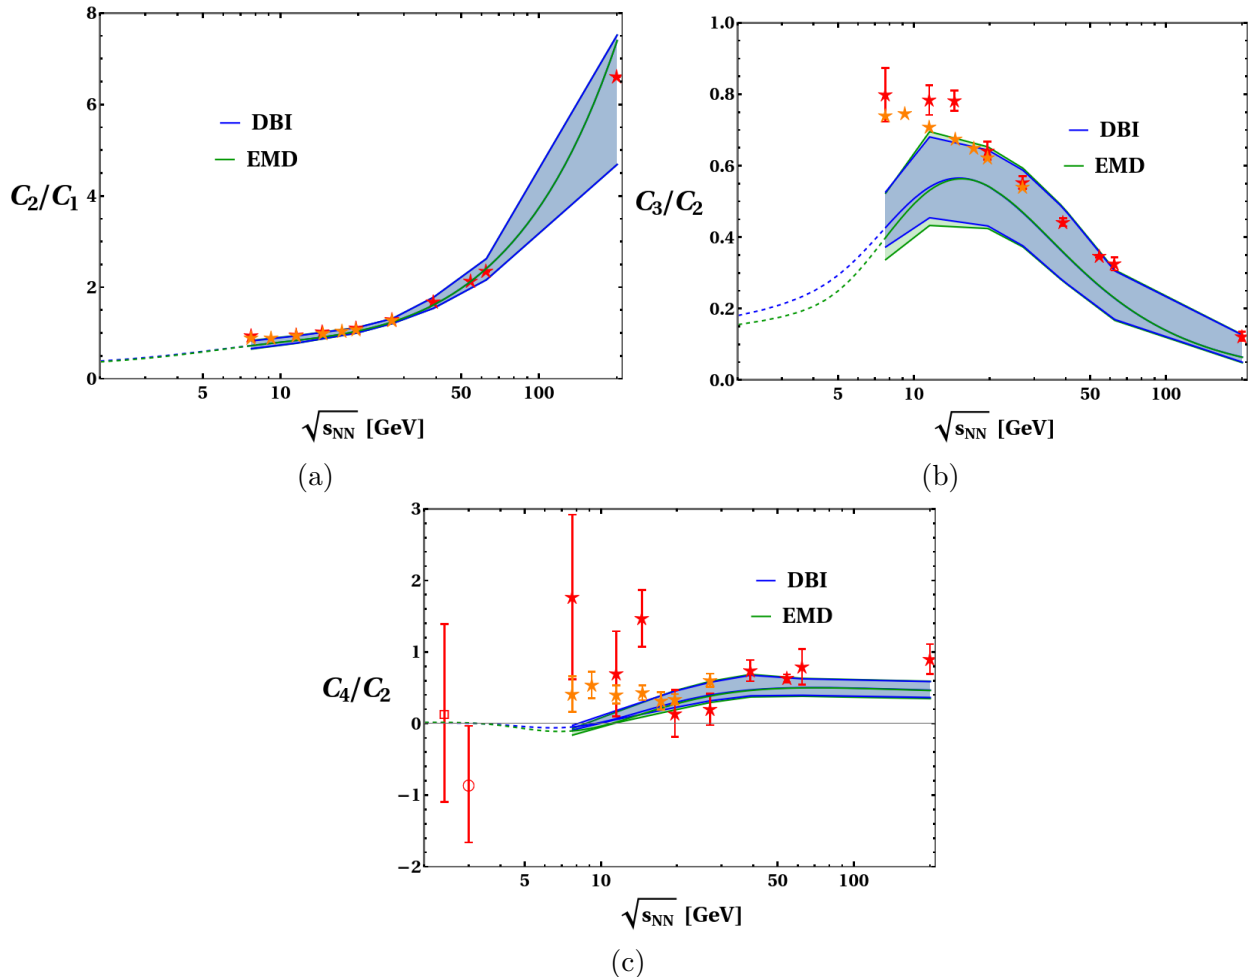 8
6
4
2
0
C₂/C₁
DBI
EMD
5 10 50 100
√sNN [GeV]
(a)
1.0
0.8
0.6
0.4
0.2
0.0
C₃/C₂
DBI
EMD
5 10 50 100
√sNN [GeV]
(b)
3
2
1
0
−1
−2
C₄/C₂
DBI
EMD
5 10 50 100
√sNN [GeV]
(c)